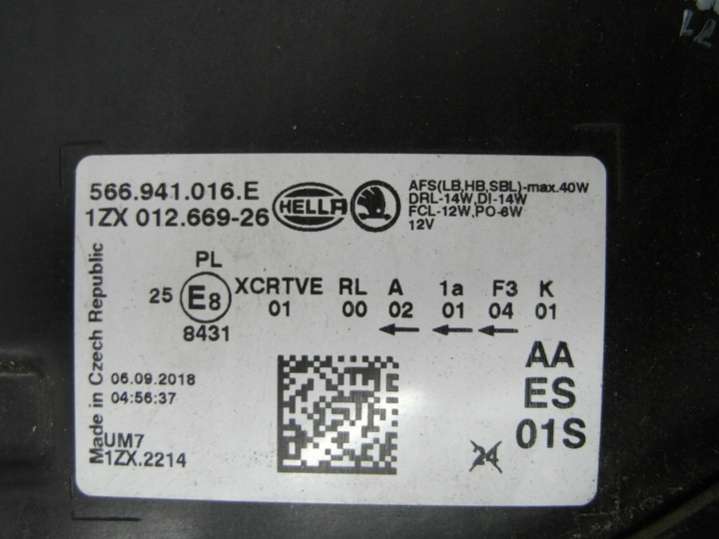 566.941.016.E
1ZX 012.669-26
HELLA
AFS(LB,HB,SBL)-max.40W
DRL-14W,DI-14W
FCL-12W,PO-6W
12V
PL
25 E8
8431
XCRTVE RL A 1a F3 K
01 00 02 01 04 01
Made in Czech Republic
06.09.2018
04:56:37
UM7
1ZX.2214
AA
ES
01S
24